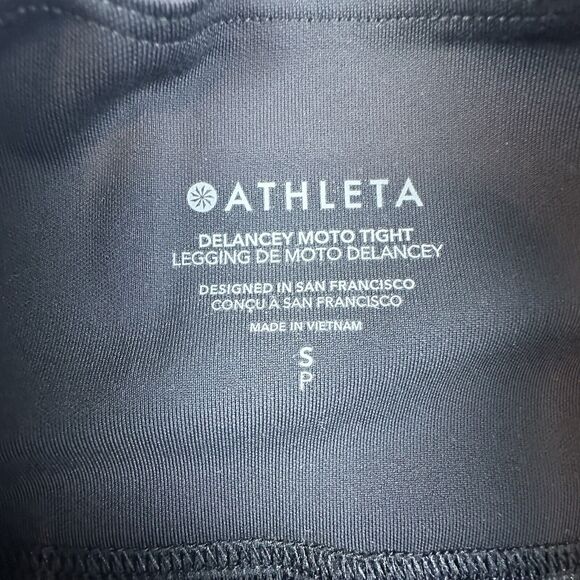 ATHLETA
DELANCEY MOTO TIGHT
LEGGING DE MOTO DELANCEY
DESIGNED IN SAN FRANCISCO
CONÇU À SAN FRANCISCO
MADE IN VIETNAM
S
P